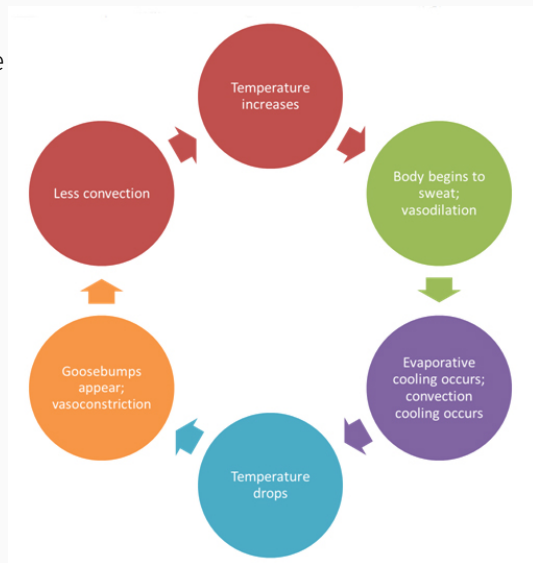 e
Temperature
increases
Body begins to
sweat;
vasodilation
Evaporative
cooling occurs;
convection
cooling occurs
Temperature
drops
Goosebumps
appear;
vasoconstriction
Less convection